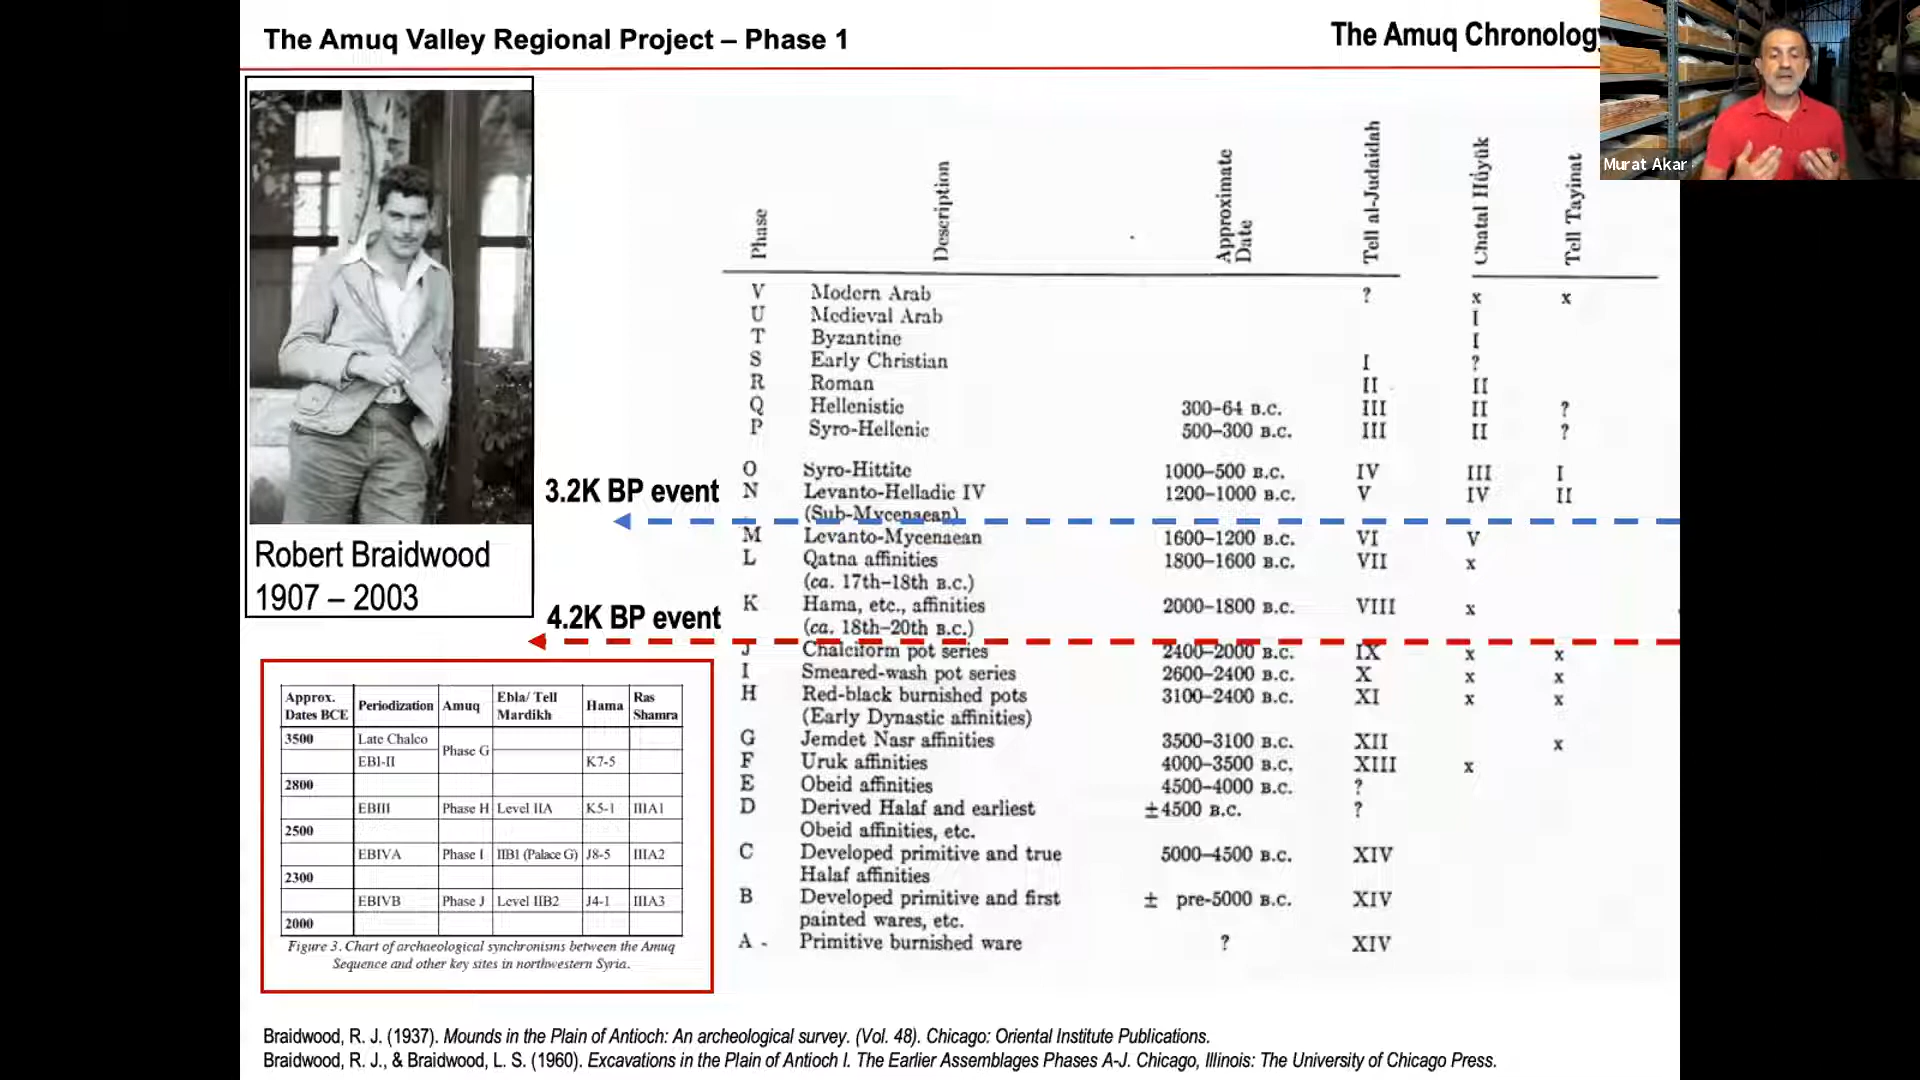 The Amuq Valley Regional Project – Phase 1
The Amuq Chronology
Murat Akar
Robert Braidwood
1907 – 2003
3.2K BP event
4.2K BP event
Phase Description Approximate Date Tell al-Judaidah Chatal Hüyük Tell Tayinat
V Modern Arab ? x x
U Medieval Arab I
T Byzantine I
S Early Christian I ?
R Roman II II
Q Hellenistic 300–64 B.C. III II ?
P Syro-Hellenic 500–300 B.C. III II ?
O Syro-Hittite 1000–500 B.C. IV III I
N Levanto-Helladic IV 1200–1000 B.C. V IV II
(Sub-Mycenaean)
M Levanto-Mycenaean 1600–1200 B.C. VI V
L Qatna affinities 1800–1600 B.C. VII x
(ca. 17th–18th B.C.)
K Hama, etc., affinities 2000–1800 B.C. VIII x
(ca. 18th–20th B.C.)
J Chalciform pot series 2400–2000 B.C. IX x x
I Smeared-wash pot series 2600–2400 B.C. X x x
H Red-black burnished pots 3100–2400 B.C. XI x x
(Early Dynastic affinities)
G Jemdet Nasr affinities 3500–3100 B.C. XII x
F Uruk affinities 4000–3500 B.C. XIII x
E Obeid affinities 4500–4000 B.C. ?
D Derived Halaf and earliest ±4500 B.C. ?
Obeid affinities, etc.
C Developed primitive and true 5000–4500 B.C. XIV
Halaf affinities
B Developed primitive and first ± pre-5000 B.C. XIV
painted wares, etc.
A - Primitive burnished ware ? XIV
Approx. Dates BCE Periodization Amuq Ebla/ Tell Mardikh Hama Ras Shamra
3500 Late Chalco
Phase G
EBI-II K7-5
2800
EBIII Phase H Level IIA K5-1 IIIA1
2500
EBIVA Phase I IIB1 (Palace G) J8-5 IIIA2
2300
EBIVB Phase J Level IIB2 J4-1 IIIA3
2000
Figure 3. Chart of archaeological synchronisms between the Amuq
Sequence and other key sites in northwestern Syria.
Braidwood, R. J. (1937). Mounds in the Plain of Antioch: An archeological survey. (Vol. 48). Chicago: Oriental Institute Publications.
Braidwood, R. J., & Braidwood, L. S. (1960). Excavations in the Plain of Antioch I. The Earlier Assemblages Phases A-J. Chicago, Illinois: The University of Chicago Press.